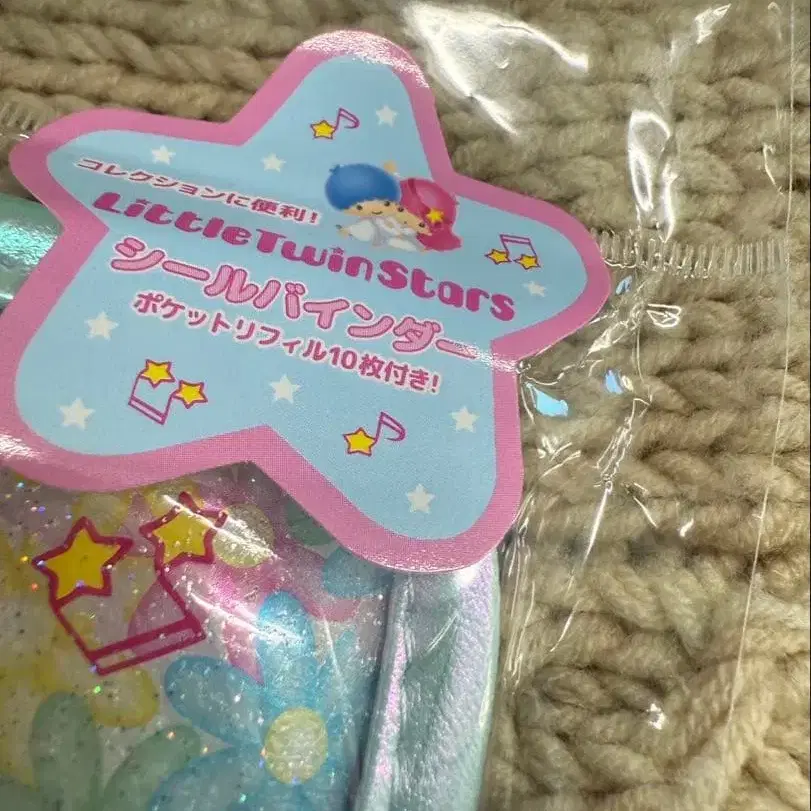 コレクションに便利!
LittleTwinStars
シールバインダー
ポケットリフィル10枚付き!